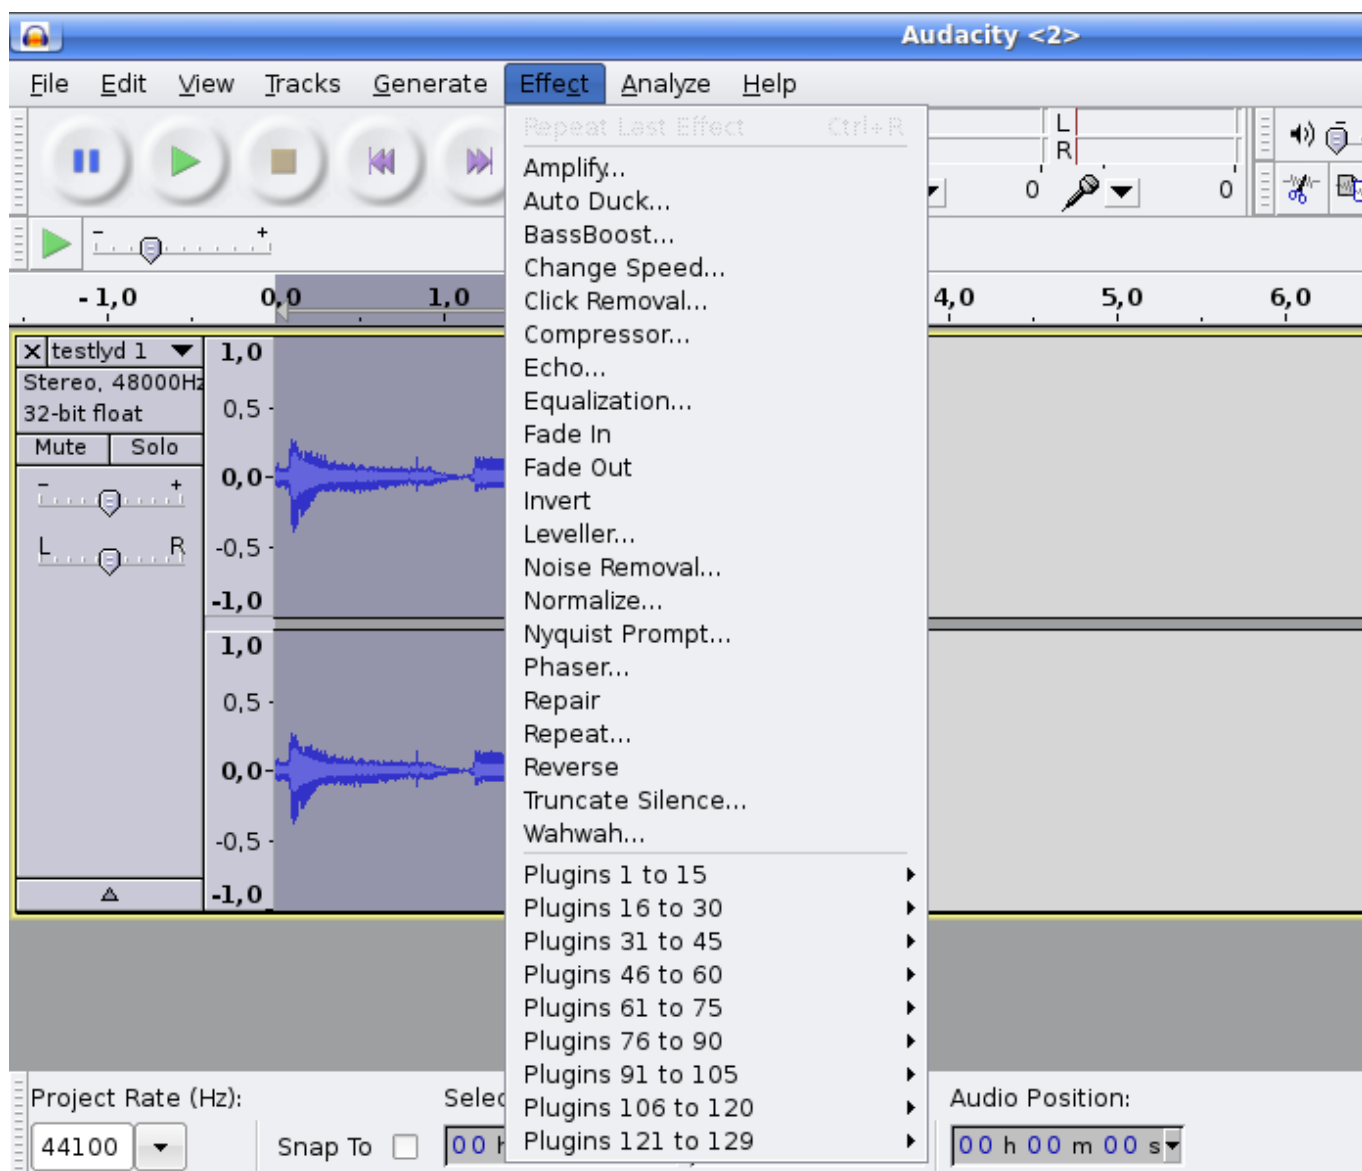 Audacity <2>
File Edit View Tracks Generate Effect Analyze Help
Repeat Last Effect Ctrl+R
Amplify...
Auto Duck...
BassBoost...
Change Speed...
Click Removal...
Compressor...
Echo...
Equalization...
Fade In
Fade Out
Invert
Leveller...
Noise Removal...
Normalize...
Nyquist Prompt...
Phaser...
Repair
Repeat...
Reverse
Truncate Silence...
Wahwah...
Plugins 1 to 15
Plugins 16 to 30
Plugins 31 to 45
Plugins 46 to 60
Plugins 61 to 75
Plugins 76 to 90
Plugins 91 to 105
Plugins 106 to 120
Plugins 121 to 129
L
R
0 0
- +
- 1,0 0,0 1,0 4,0 5,0 6,0
testlyd 1
Stereo, 48000Hz
32-bit float
Mute Solo
- +
L R
1,0
0,5
0,0
-0,5
-1,0
1,0
0,5
0,0
-0,5
-1,0
Project Rate (Hz):
44100
Snap To
Selec
00 h
Audio Position:
00 h 00 m 00 s